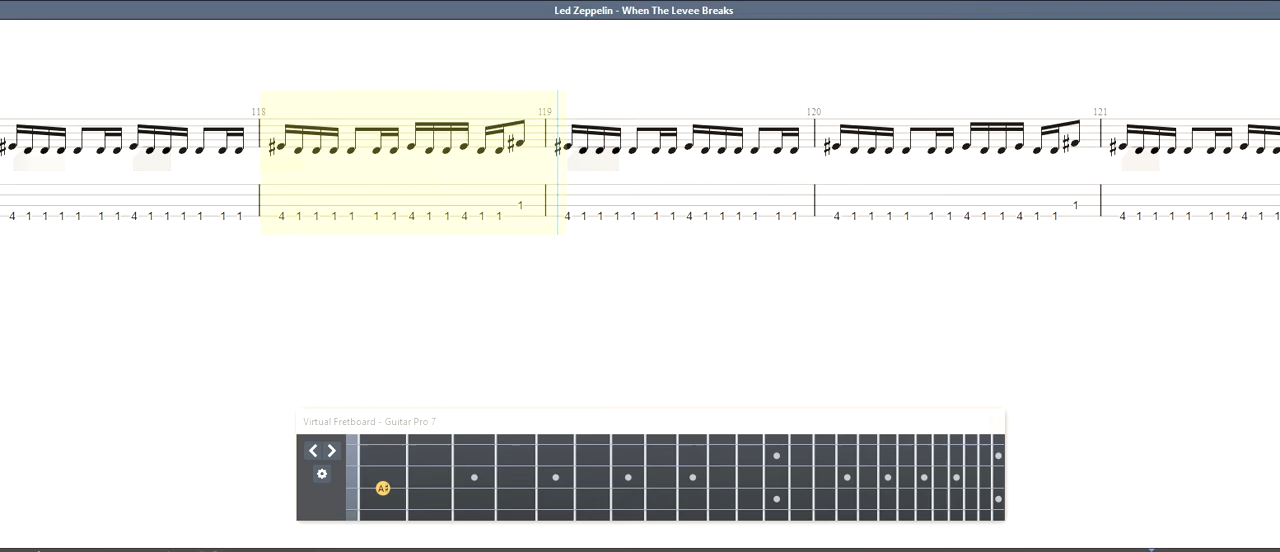 Led Zeppelin - When The Levee Breaks
118 119 120 121
1
1
4 1 1 1 1 1 1 4 1 1 1 1 1 1 4 1 1 1 1 1 1 4 1 1 4 1 1 4 1 1 1 1 1 1 4 1 1 1 1 1 1 4 1 1 1 1 1 1 4 1 1 4 1 1 4 1 1 1 1 1 1 4 1 1
Virtual Fretboard - Guitar Pro 7
A#